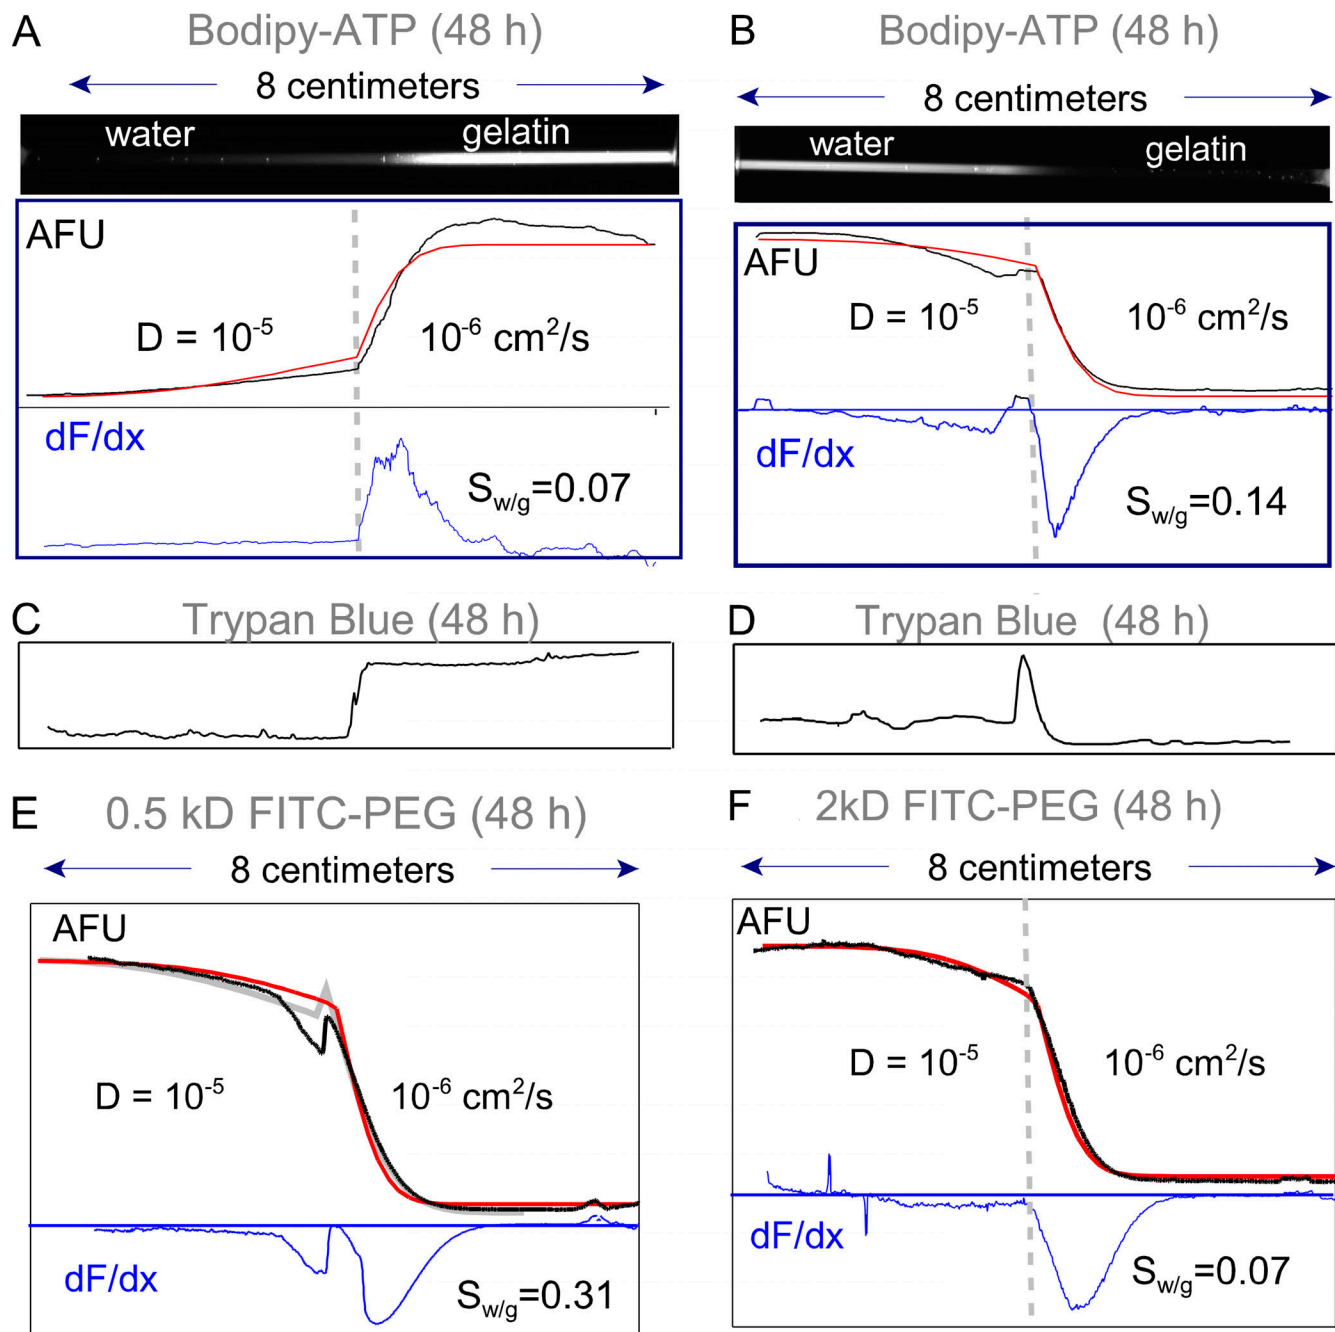 A Bodipy-ATP (48 h)
8 centimeters
water gelatin
AFU
D = 10⁻⁵ 10⁻⁶ cm²/s
dF/dx
Sw/g=0.07
B Bodipy-ATP (48 h)
8 centimeters
water gelatin
AFU
D = 10⁻⁵ 10⁻⁶ cm²/s
dF/dx
Sw/g=0.14
C Trypan Blue (48 h)
D Trypan Blue (48 h)
E 0.5 kD FITC-PEG (48 h)
8 centimeters
AFU
D = 10⁻⁵ 10⁻⁶ cm²/s
dF/dx
Sw/g=0.31
F 2kD FITC-PEG (48 h)
8 centimeters
AFU
D = 10⁻⁵ 10⁻⁶ cm²/s
dF/dx
Sw/g=0.07